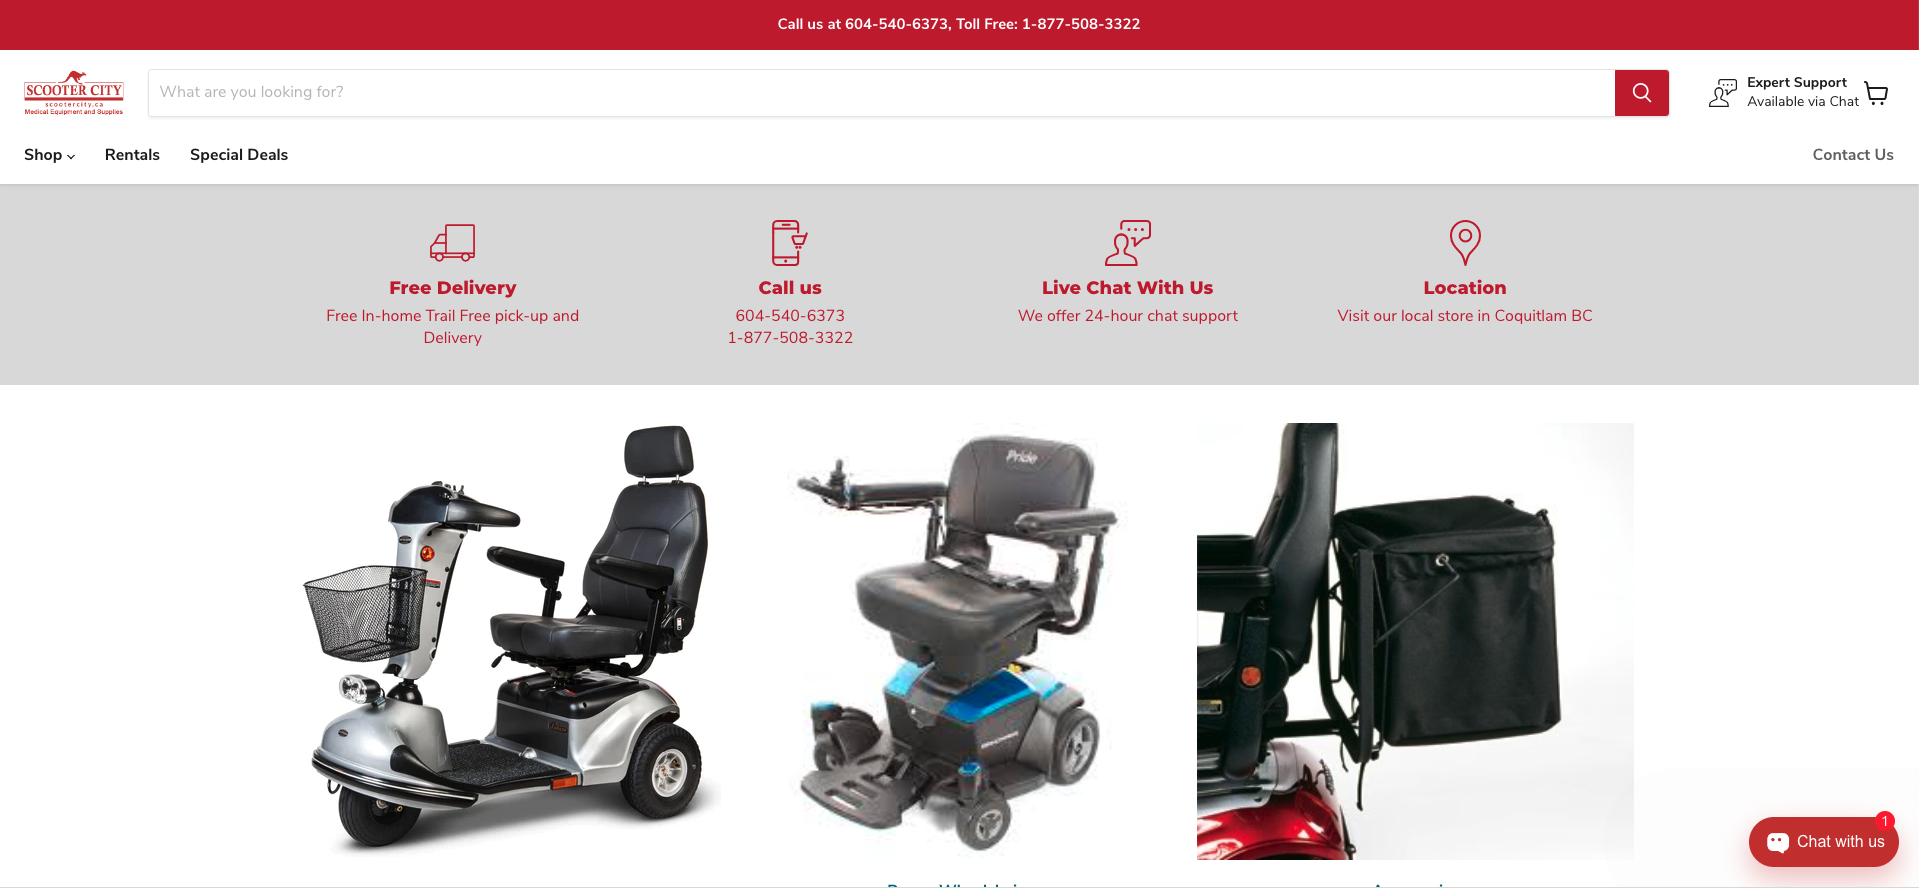 Call us at 604-540-6373, Toll Free: 1-877-508-3322
SCOOTER CITY
scootercity.ca
Medical Equipment and Supplies
What are you looking for?
Expert Support
Available via Chat
Shop
Rentals
Special Deals
Contact Us
Free Delivery
Free In-home Trail Free pick-up and
Delivery
Call us
604-540-6373
1-877-508-3322
Live Chat With Us
We offer 24-hour chat support
Location
Visit our local store in Coquitlam BC
Pride
1
Chat with us